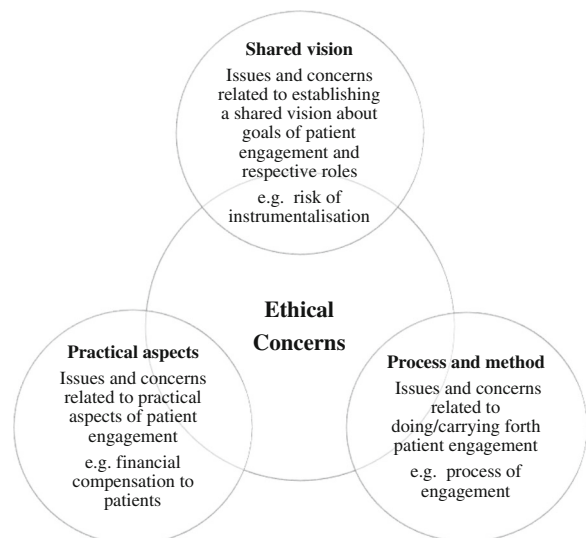 Shared vision
Issues and concerns
related to establishing
a shared vision about
goals of patient
engagement and
respective roles
e.g. risk of
instrumentalisation
Ethical
Concerns
Practical aspects
Issues and concerns
related to practical
aspects of patient
engagement
e.g. financial
compensation to
patients
Process and method
Issues and concerns
related to
doing/carrying forth
patient engagement
e.g. process of
engagement